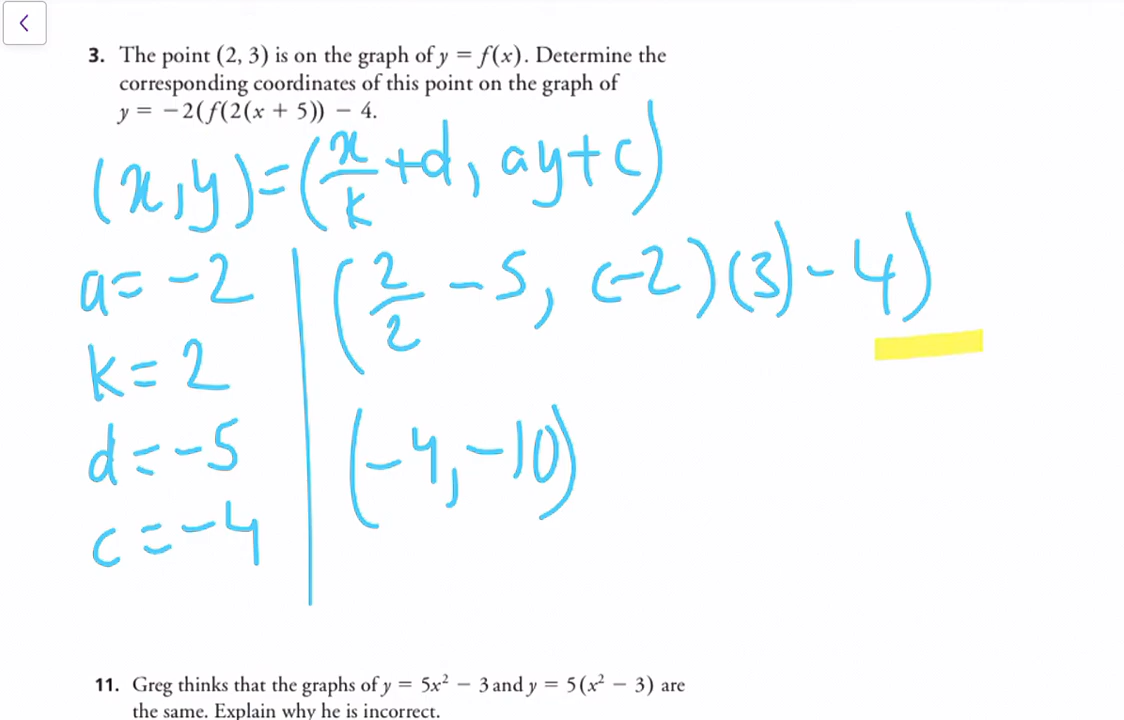 3. The point (2, 3) is on the graph of y = f(x). Determine the
corresponding coordinates of this point on the graph of
y = −2(f(2(x + 5)) − 4.
(x,y)=(x/k +d, ay+c)
a= -2
(2/2 - 5, (-2)(3) - 4)
k= 2
d=-5
(-4,-10)
c=-4
11. Greg thinks that the graphs of y = 5x² − 3 and y = 5(x² − 3) are
the same. Explain why he is incorrect.